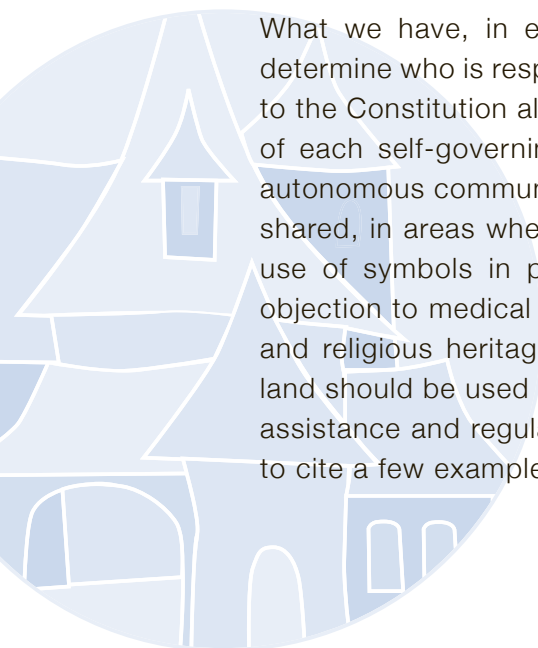 What we have, in e
determine who is resp
to the Constitution al
of each self-governi
autonomous commun
shared, in areas whe
use of symbols in p
objection to medical
and religious heritag
land should be used
assistance and regul
to cite a few example